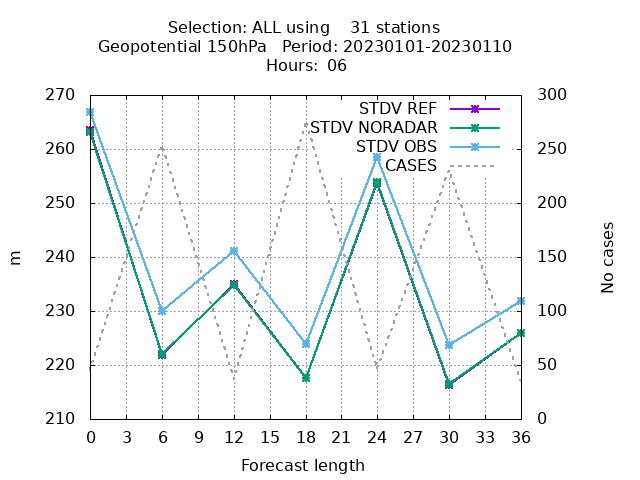 Selection: ALL using    31 stations
Geopotential 150hPa   Period: 20230101-20230110
Hours: 06
270 300
STDV REF
STDV NORADAR
260 250
STDV OBS
CASES
250 200
m 240 150 No cases
230 100
220 50
210 0
0 3 6 9 12 15 18 21 24 27 30 33 36
Forecast length